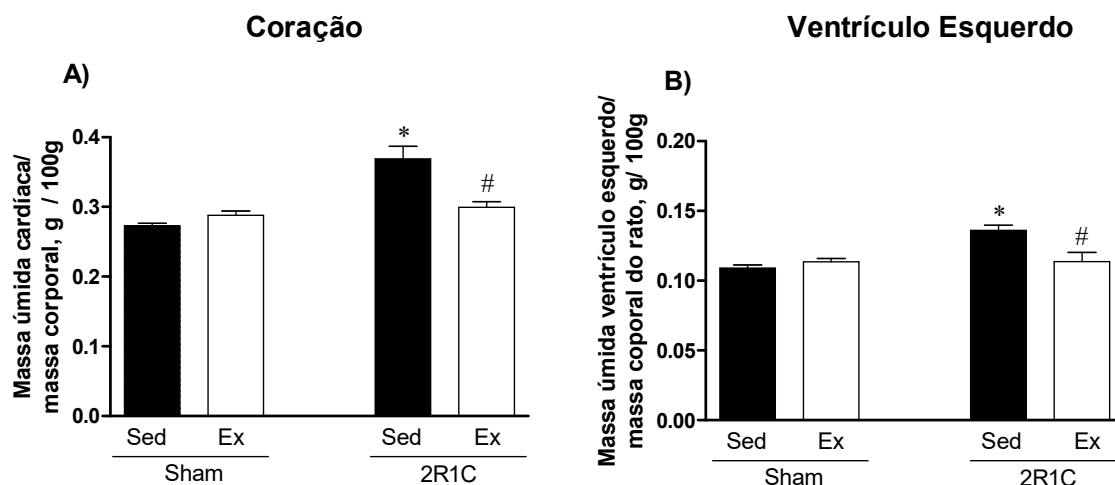 Coração
A)
Massa úmida cardíaca/
massa corporal, g / 100g
0.4
0.3
0.2
0.1
0.0
*
#
Sed
Ex
Sed
Ex
Sham
2R1C
Ventrículo Esquerdo
B)
Massa úmida ventrículo esquerdo/
massa coporal do rato, g/ 100g
0.20
0.15
0.10
0.05
0.00
*
#
Sed
Ex
Sed
Ex
Sham
2R1C